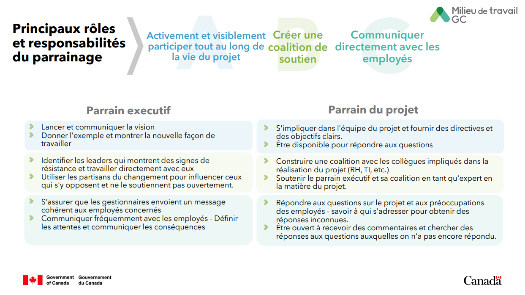 Principaux rôles
et responsabilités
du parrainage
Activement et visiblement
participer tout au long de
la vie du projet
Créer une
coalition de
soutien
Communiquer
directement avec les
employés
Milieu de travail
GC
Parrain executif
Lancer et communiquer la vision
Donner l'exemple et montrer la nouvelle façon de
travailler
Identifier les leaders qui montrent des signes de
résistance et travailler directement avec eux
Utiliser les partisans du changement pour influencer ceux
qui s'y opposent et ne le soutiennent pas ouvertement.
S'assurer que les gestionnaires envoient un message
cohérent aux employés concernés
Communiquer fréquemment avec les employés - Définir
les attentes et communiquer les conséquences
Parrain du projet
S'impliquer dans l'équipe du projet et fournir des directives et
des objectifs clairs.
Être disponible pour répondre aux questions
Construire une coalition avec les collègues impliqués dans la
réalisation du projet (RH, TI, etc.)
Soutenir le parrain exécutif et sa coalition en tant qu'expert en
la matière du projet.
Répondre aux questions sur le projet et aux préoccupations
des employés - savoir à qui s'adresser pour obtenir des
réponses inconnues.
Être ouvert à recevoir des commentaires et chercher des
réponses aux questions auxquelles on n'a pas encore répondu.
Government Gouvernement
of Canada du Canada
Canada